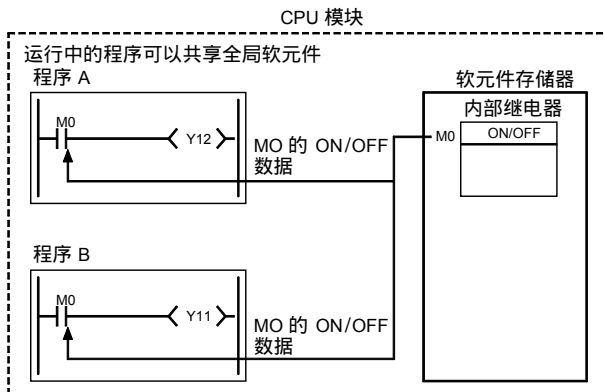 CPU 模块
运行中的程序可以共享全局软元件
程序 A
M0
Y12
MO 的 ON/OFF
数据
软元件存储器
内部继电器
M0
ON/OFF
程序 B
M0
Y11
MO 的 ON/OFF
数据